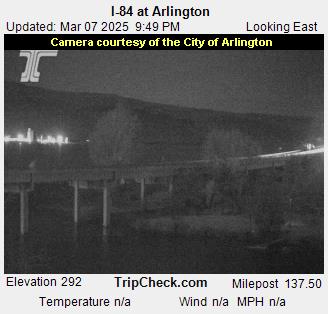 I-84 at Arlington
Updated: Mar 07 2025 9:49 PM Looking East
Camera courtesy of the City of Arlington
Elevation 292 TripCheck.com Milepost 137.50
Temperature n/a Wind n/a MPH n/a